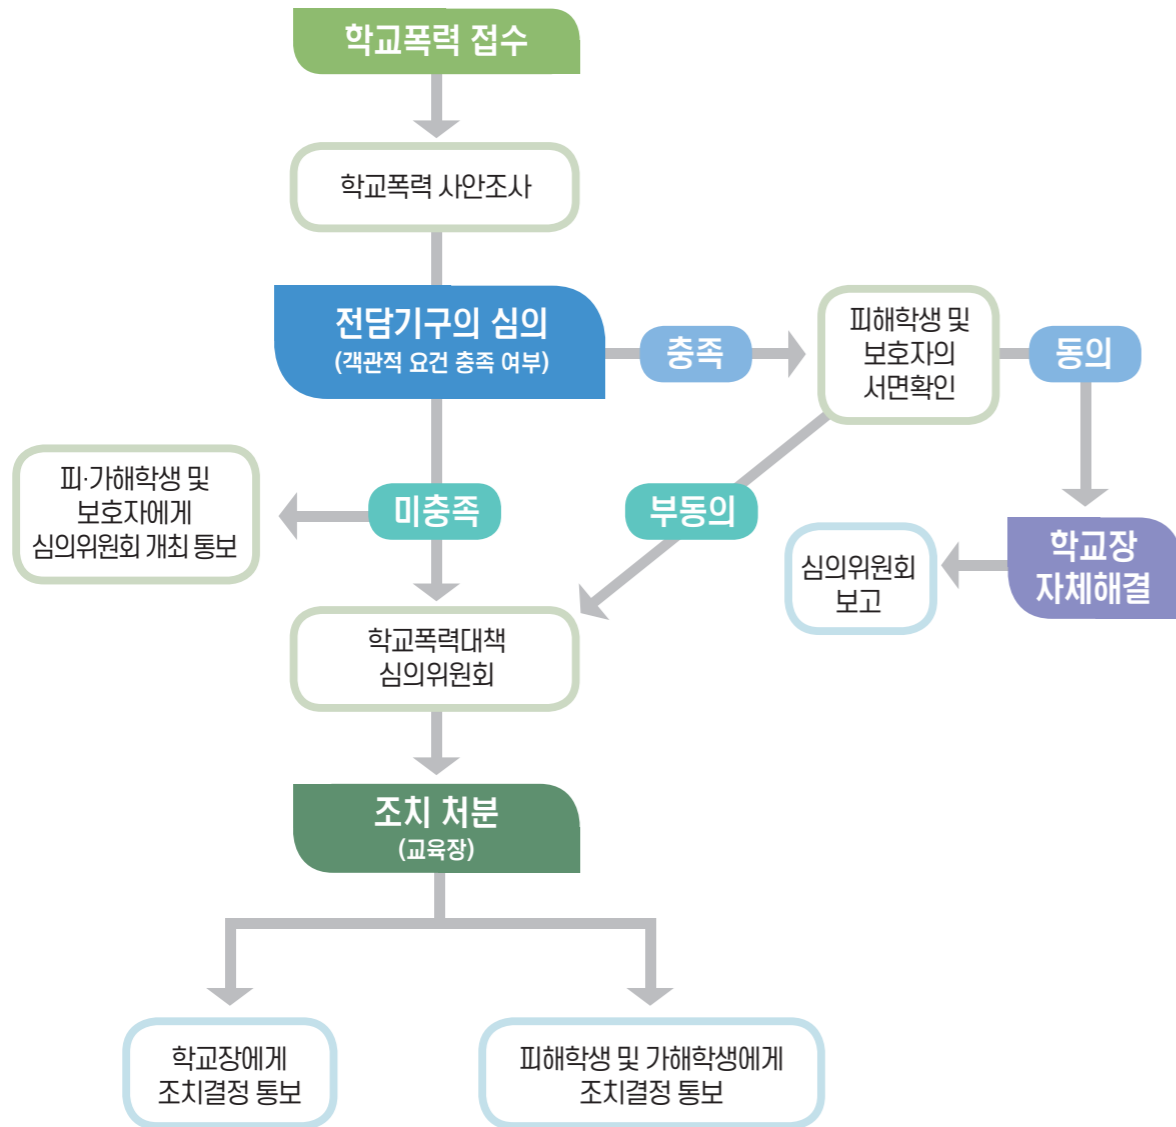 학교폭력 접수
학교폭력 사안조사
전담기구의 심의
(객관적 요건 충족 여부)
충족
피해학생 및
보호자의
서면확인
동의
피·가해학생 및
보호자에게
심의위원회 개최 통보
미충족
부동의
학교장
자체해결
심의위원회
보고
학교폭력대책
심의위원회
조치 처분
(교육장)
학교장에게
조치결정 통보
피해학생 및 가해학생에게
조치결정 통보